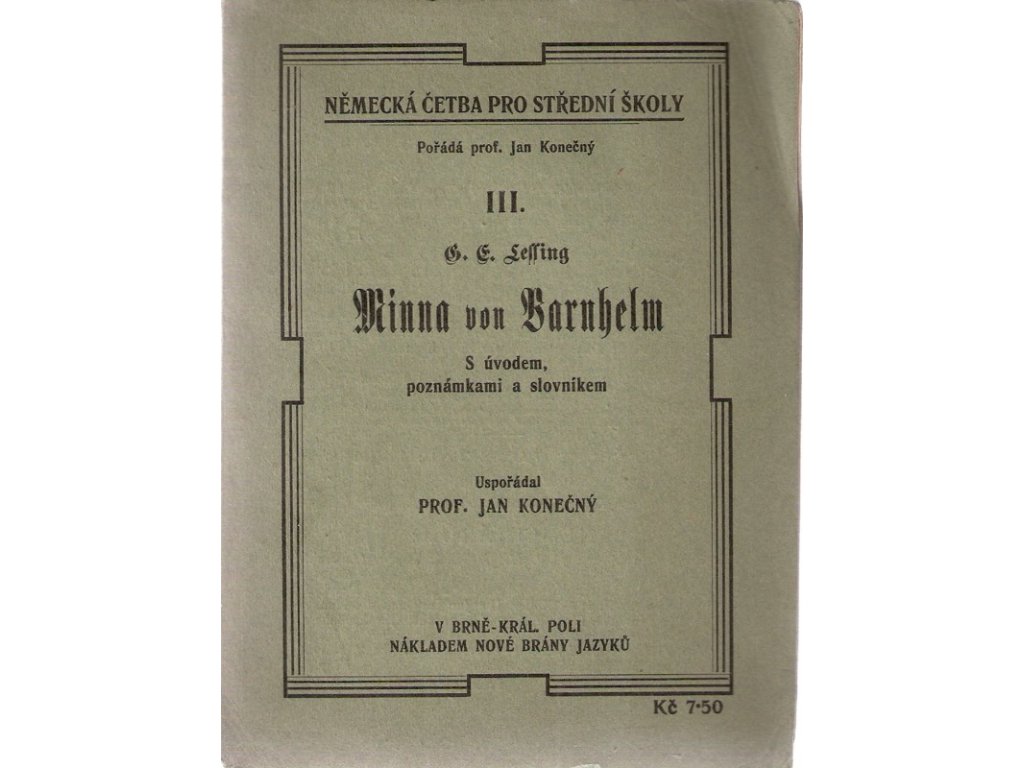 NĚMECKÁ ČETBA PRO STŘEDNÍ ŠKOLY
Pořádá prof. Jan Konečný
III.
G. E. Lessing
Minna von Barnhelm
S úvodem,
poznámkami a slovníkem
Uspořádal
PROF. JAN KONEČNÝ
V BRNĚ-KRÁL. POLI
NÁKLADEM NOVÉ BRÁNY JAZYKŮ
Kč 7·50